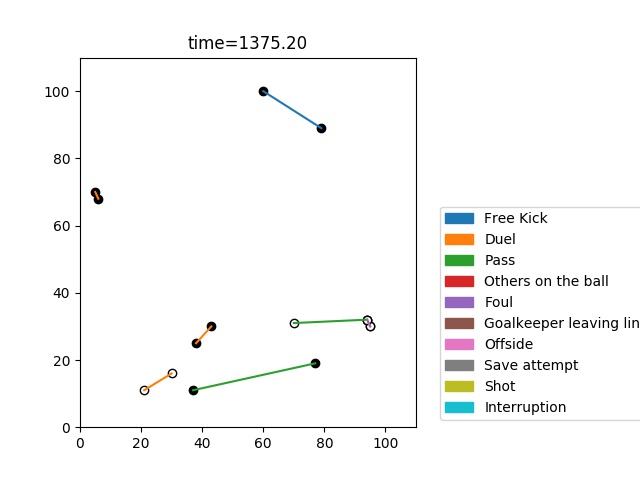 time=1375.20
100
80
60
40
20
0
0 20 40 60 80 100
Free Kick
Duel
Pass
Others on the ball
Foul
Goalkeeper leaving lin
Offside
Save attempt
Shot
Interruption